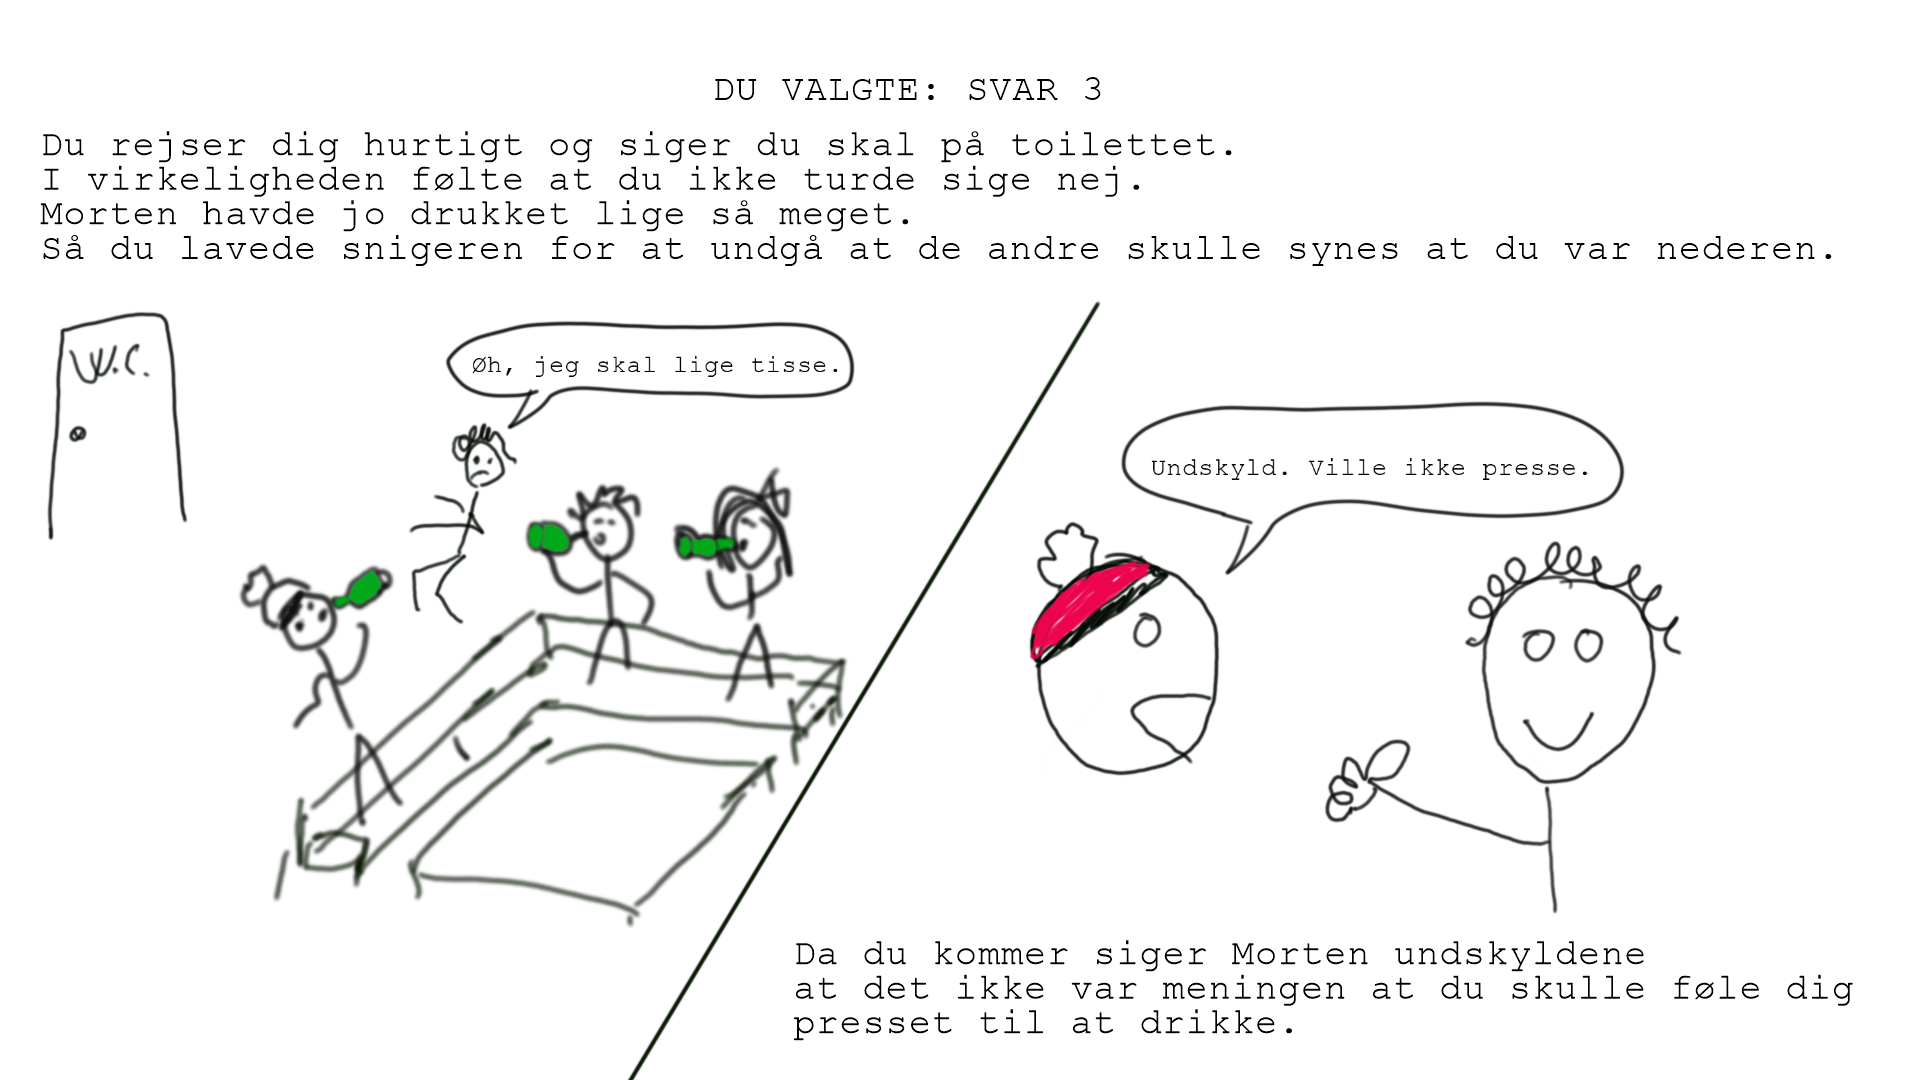 DU VALGTE: SVAR 3
Du rejser dig hurtigt og siger du skal på toilettet.
I virkeligheden følte at du ikke turde sige nej.
Morten havde jo drukket lige så meget.
Så du lavede snigeren for at undgå at de andre skulle synes at du var nederen.
W.C.
Øh, jeg skal lige tisse.
Undskyld. Ville ikke presse.
Da du kommer siger Morten undskyldene
at det ikke var meningen at du skulle føle dig
presset til at drikke.